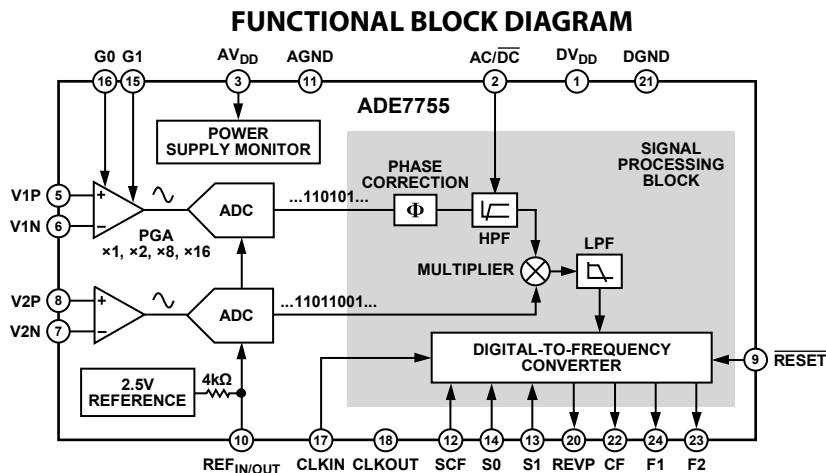 FUNCTIONAL BLOCK DIAGRAM
G0 G1 AVDD AGND AC/DC DVDD DGND
16 15 3 11 2 1 21
ADE7755
POWER
SUPPLY MONITOR
SIGNAL
PROCESSING
BLOCK
PHASE
CORRECTION
V1P 5 + ADC ...110101... Φ
V1N 6 – HPF
PGA
×1, ×2, ×8, ×16
LPF
MULTIPLIER
V2P 8 + ADC ...11011001...
V2N 7 –
DIGITAL-TO-FREQUENCY
CONVERTER
9 RESET
2.5V
REFERENCE
4kΩ
10 17 18 12 14 13 20 22 24 23
REFIN/OUT CLKIN CLKOUT SCF S0 S1 REVP CF F1 F2